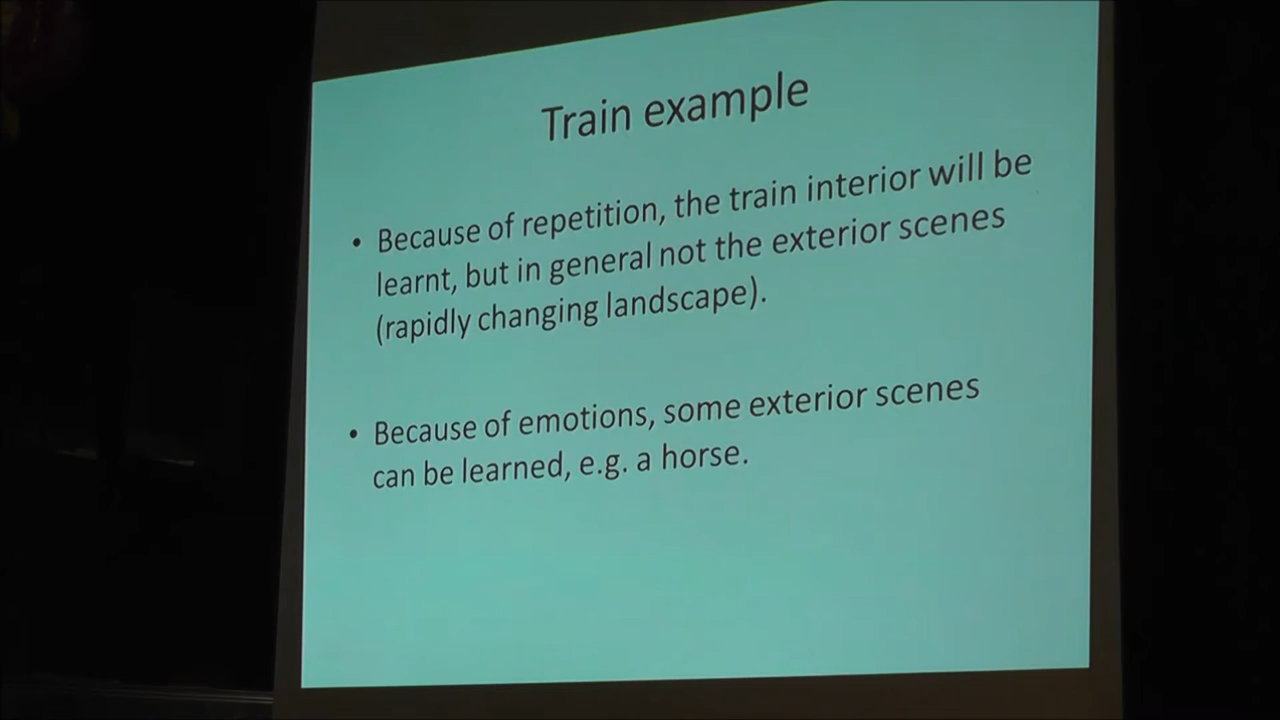 Train example
• Because of repetition, the train interior will be
learnt, but in general not the exterior scenes
(rapidly changing landscape).
• Because of emotions, some exterior scenes
can be learned, e.g. a horse.